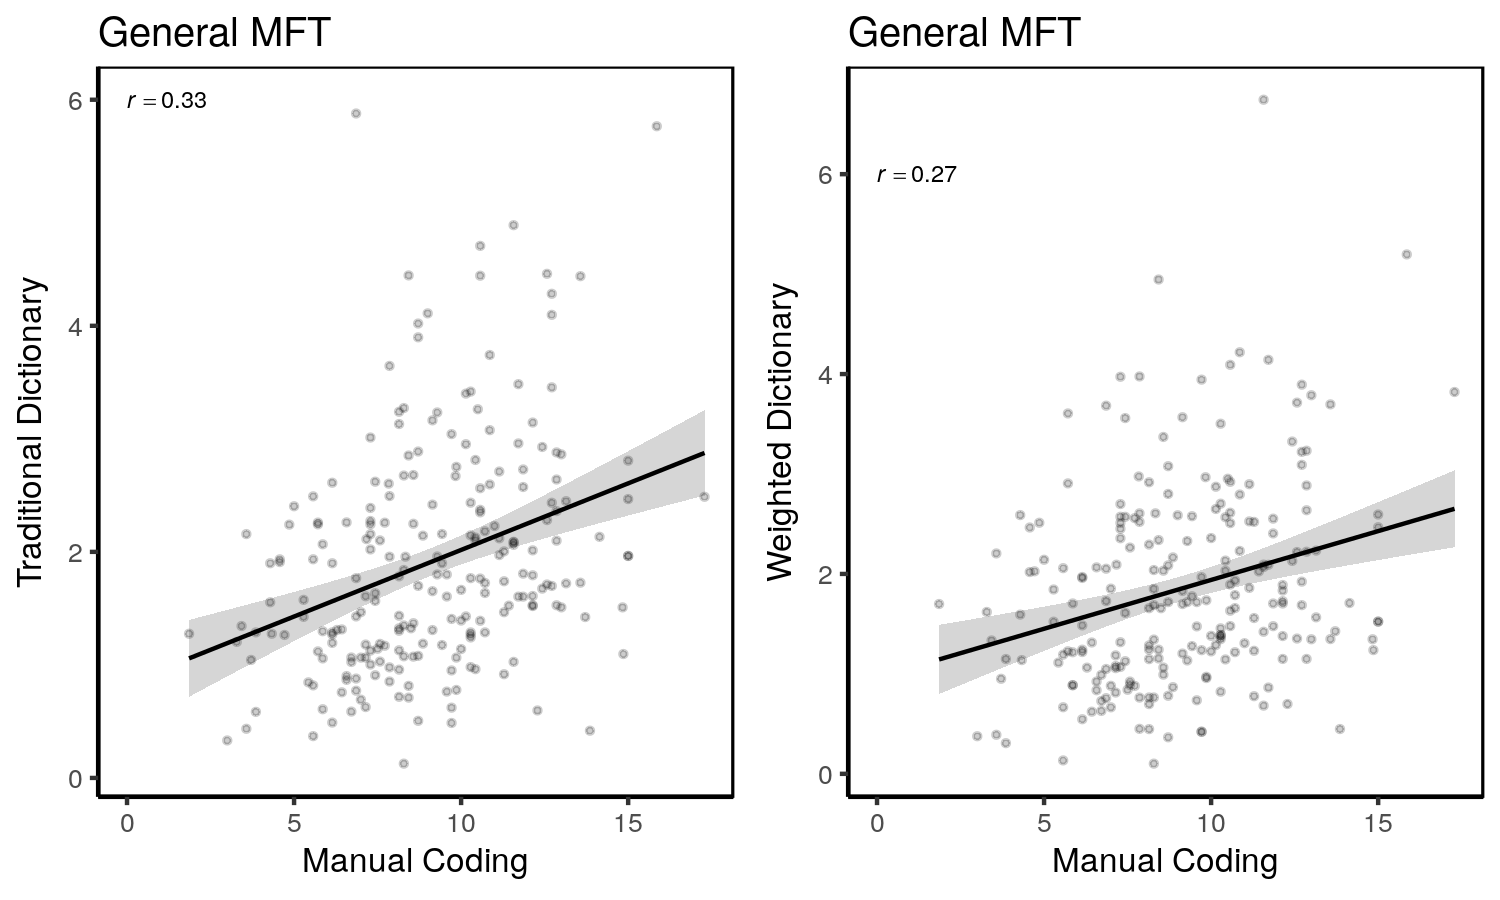 General MFT
r = 0.33
6
4
2
0
0 5 10 15
Manual Coding
Traditional Dictionary
General MFT
r = 0.27
6
4
2
0
0 5 10 15
Manual Coding
Weighted Dictionary